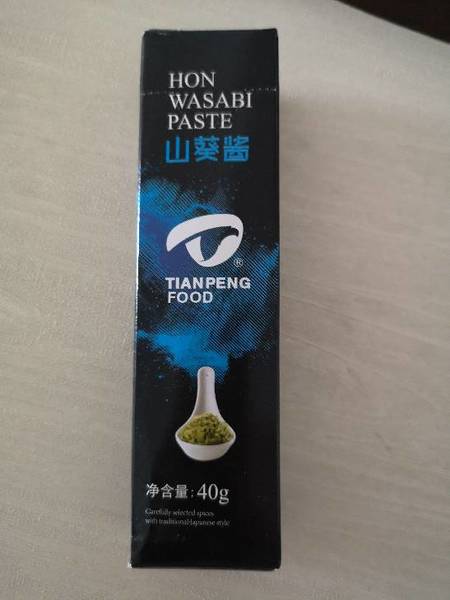 HON
WASABI
PASTE
山葵酱
®
TIANPENG
FOOD
净含量: 40g
Carefully selected spices
with traditional-Japanese style